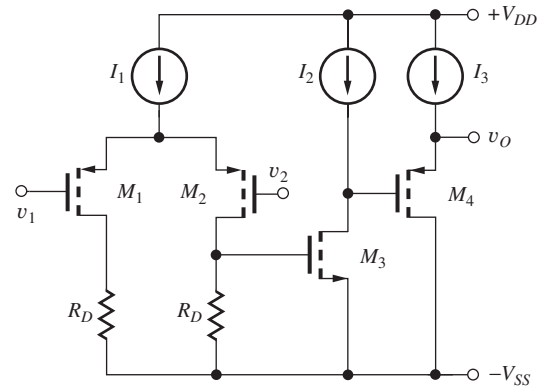 +V_DD
I_1
I_2
I_3
v_O
v_1
M_1
M_2
v_2
M_4
M_3
R_D
R_D
−V_SS